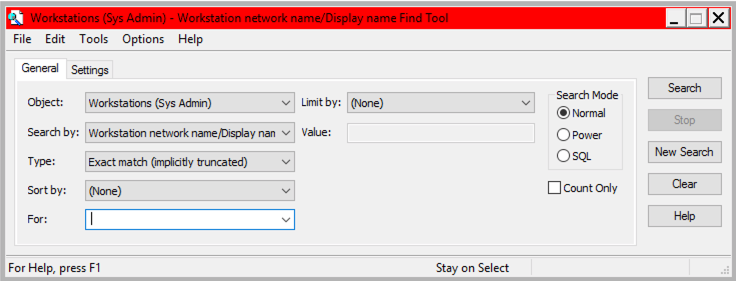 Workstations (Sys Admin) - Workstation network name/Display name Find Tool
File Edit Tools Options Help
General Settings
Object: Workstations (Sys Admin) Limit by: (None) Search Mode Search
Search by: Workstation network name/Display nam Value: Normal Stop
Type: Exact match (implicitly truncated) Power New Search
Sort by: (None) SQL Clear
For: Count Only Help
For Help, press F1 Stay on Select